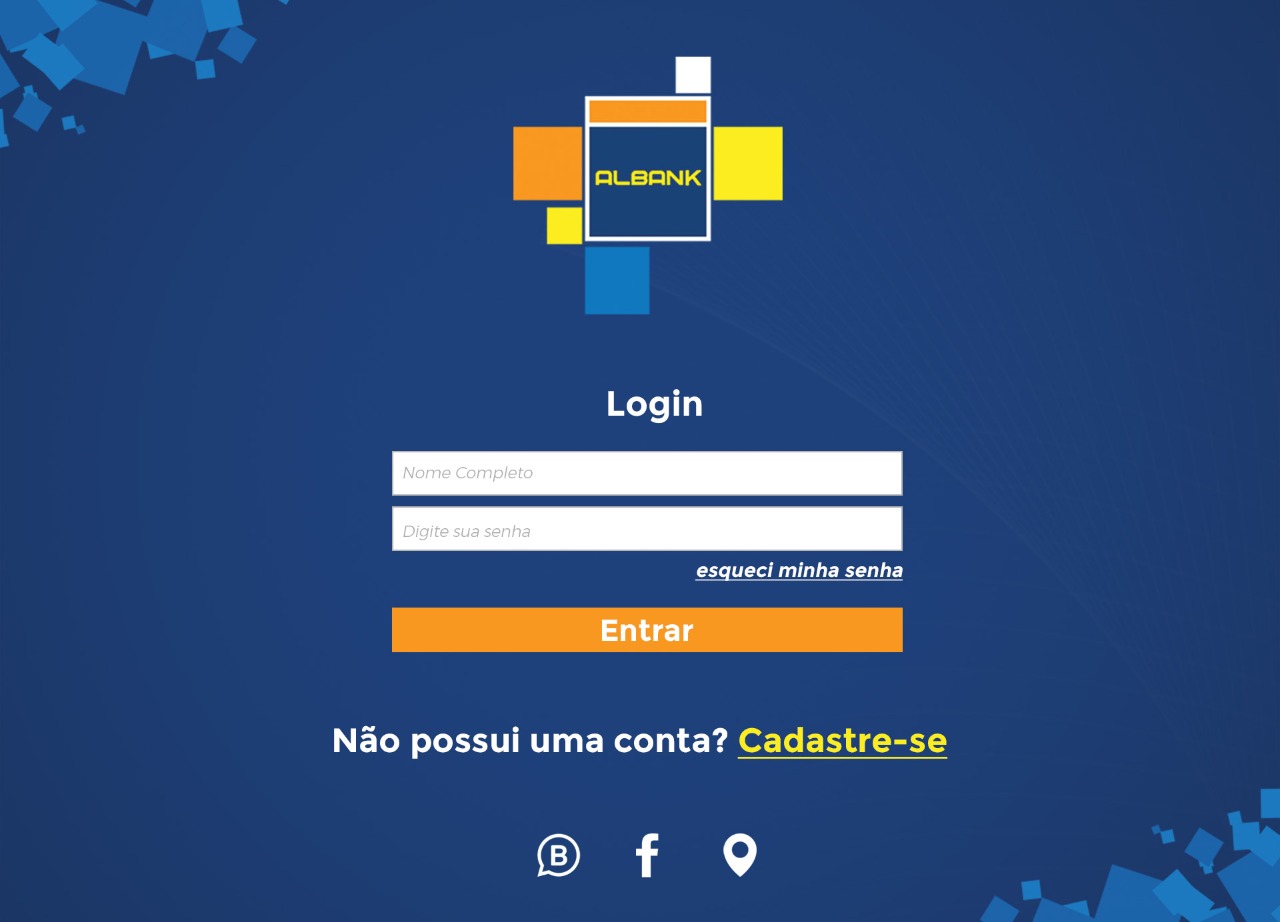 ALBANK
Login
Nome Completo
Digite sua senha
esqueci minha senha
Entrar
Não possui uma conta? Cadastre-se
B